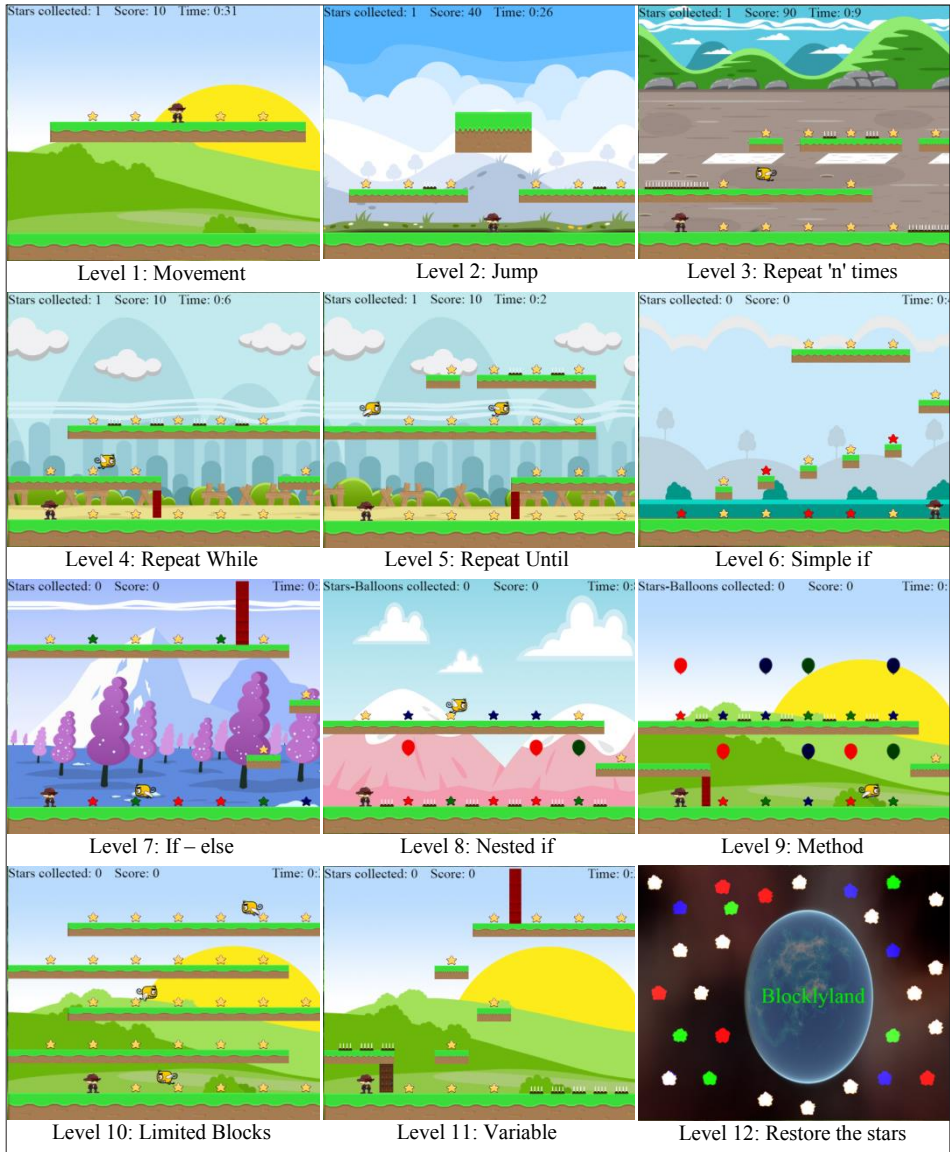 Stars collected: 1 Score: 10 Time: 0:31
Level 1: Movement
Stars collected: 1 Score: 40 Time: 0:26
Level 2: Jump
Stars collected: 1 Score: 90 Time: 0:9
Level 3: Repeat 'n' times
Stars collected: 1 Score: 10 Time: 0:6
Level 4: Repeat While
Stars collected: 1 Score: 10 Time: 0:2
Level 5: Repeat Until
Stars collected: 0 Score: 0 Time:
Level 6: Simple if
Stars collected: 0 Score: 0 Time:
Level 7: If – else
Stars-Balloons collected: 0 Score: 0 Time:
Level 8: Nested if
Stars-Balloons collected: 0 Score: 0 Time:
Level 9: Method
Stars collected: 0 Score: 0 Time:
Level 10: Limited Blocks
Stars collected: 0 Score: 0 Time:
Level 11: Variable
Blocklyland
Level 12: Restore the stars